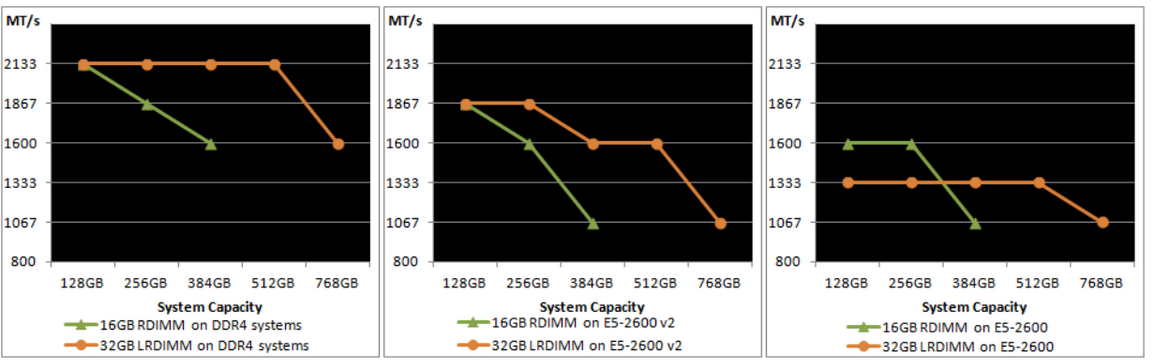 MT/s
2133
1867
1600
1333
1067
800
128GB 256GB 384GB 512GB 768GB
System Capacity
16GB RDIMM on DDR4 systems
32GB LRDIMM on DDR4 systems
MT/s
2133
1867
1600
1333
1067
800
128GB 256GB 384GB 512GB 768GB
System Capacity
16GB RDIMM on E5-2600 v2
32GB LRDIMM on E5-2600 v2
MT/s
2133
1867
1600
1333
1067
800
128GB 256GB 384GB 512GB 768GB
System Capacity
16GB RDIMM on E5-2600
32GB LRDIMM on E5-2600